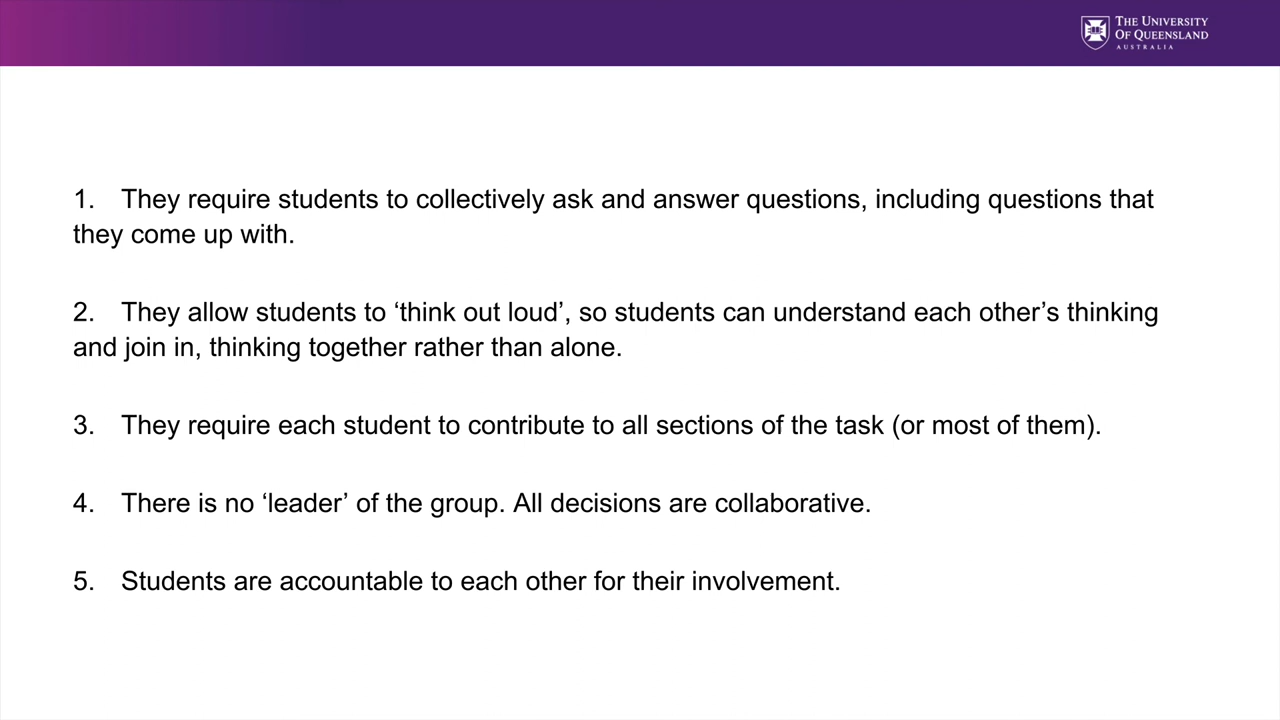 THE UNIVERSITY
OF QUEENSLAND
AUSTRALIA
1. They require students to collectively ask and answer questions, including questions that
they come up with.
2. They allow students to ‘think out loud’, so students can understand each other’s thinking
and join in, thinking together rather than alone.
3. They require each student to contribute to all sections of the task (or most of them).
4. There is no ‘leader’ of the group. All decisions are collaborative.
5. Students are accountable to each other for their involvement.